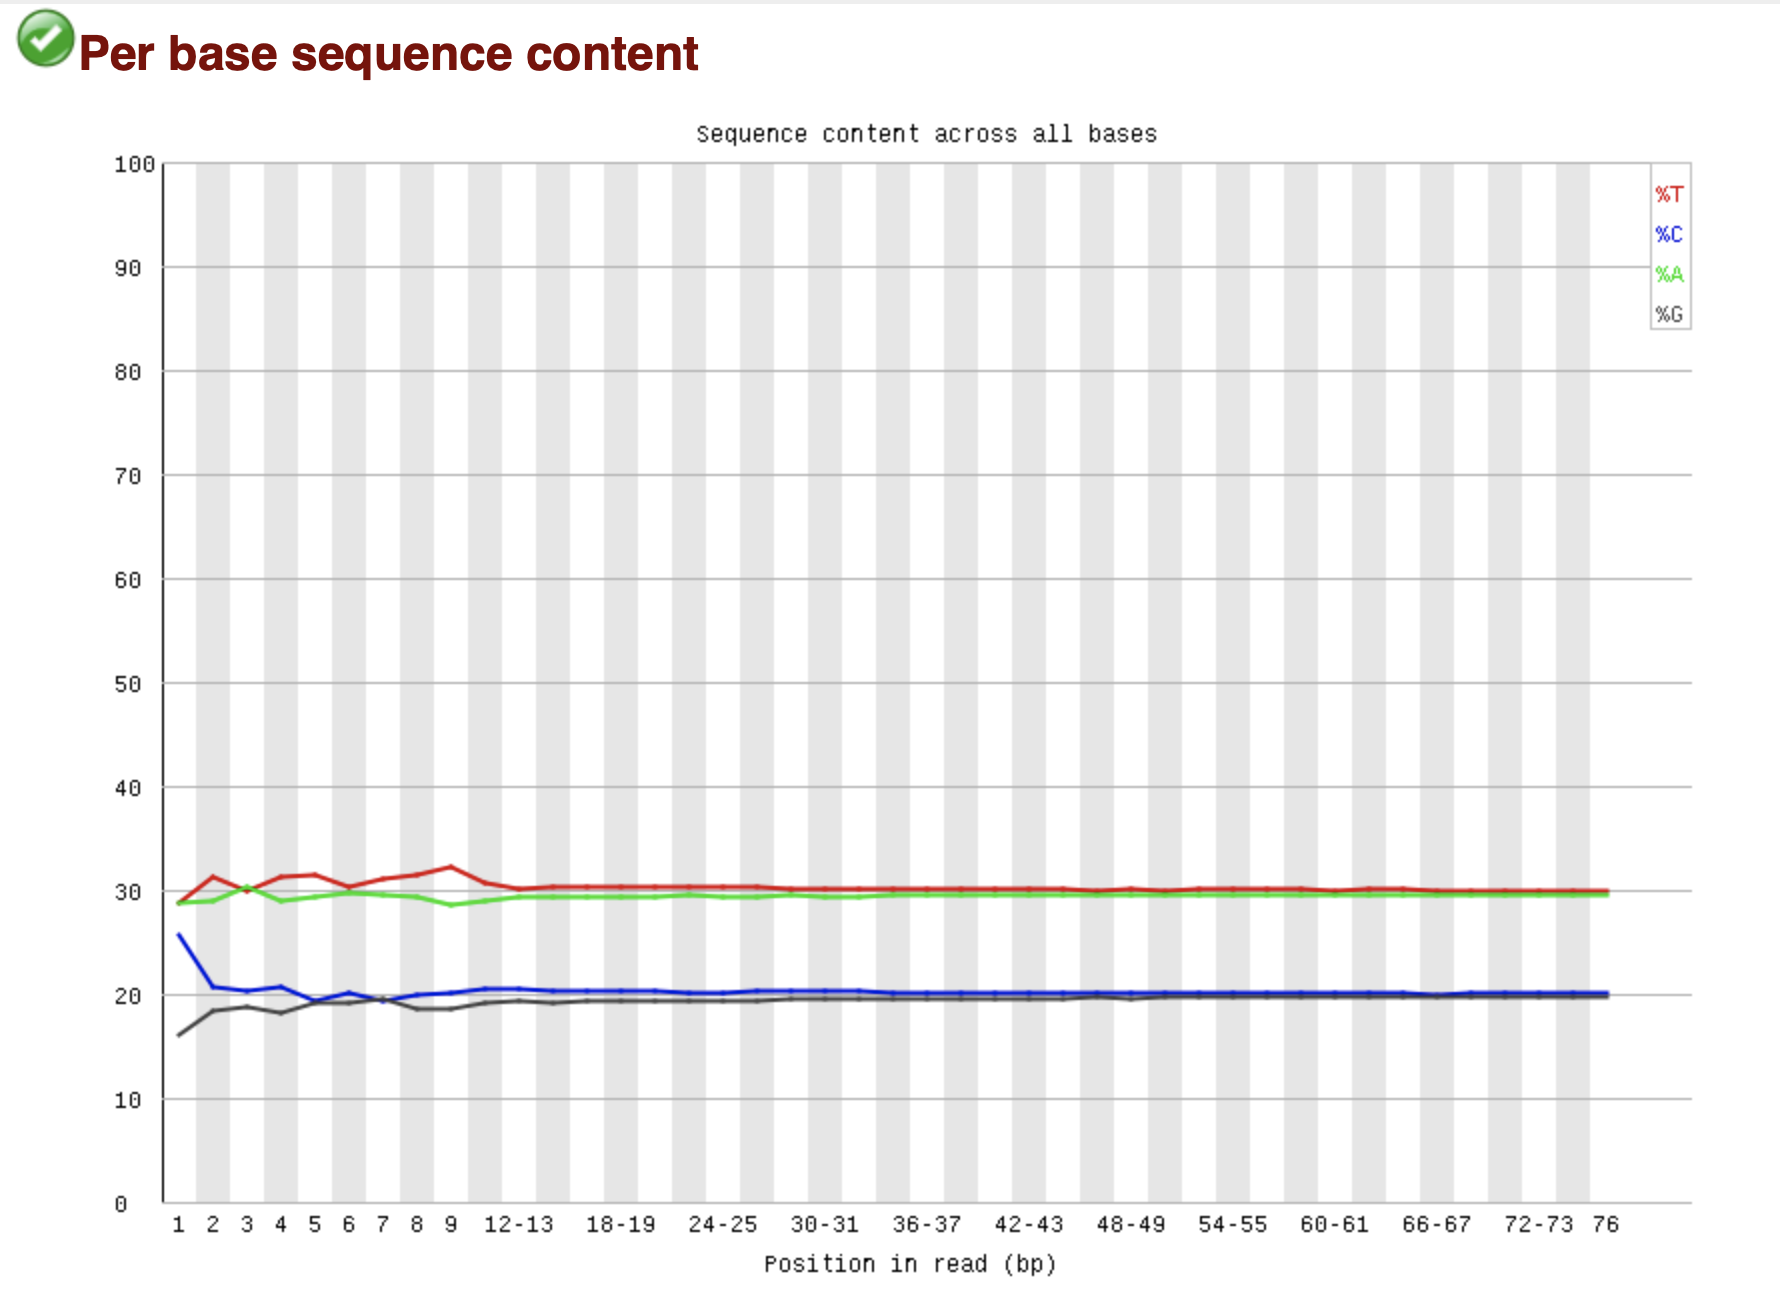 Per base sequence content
Sequence content across all bases
100
90
80
70
60
50
40
30
20
10
0
%T
%C
%A
%G
1 2 3 4 5 6 7 8 9 12-13 18-19 24-25 30-31 36-37 42-43 48-49 54-55 60-61 66-67 72-73 76
Position in read (bp)